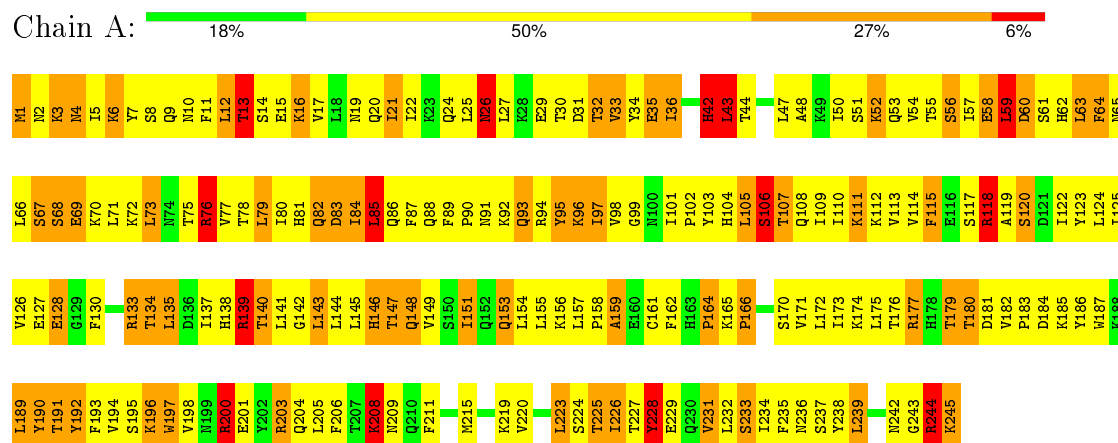 Chain A:
18% 50% 27% 6%
M1 N2 K3 N4 I5 K6 Y7 S8 Q9 N10 F11 L12 T13 S14 E15 K16 V17 L18 N19 Q20 I21 I22 K23 Q24 L25 N26 L27 K28 E29 T30 D31 T32 V33 Y34 E35 I36 H42 L43 T44 L47 A48 K49 I50 S51 K52 Q53 V54 T55 S56 I57 E58 L59 D60 S61 H62 L63 F64 N65
L66 S67 S68 E69 K70 L71 K72 L73 N74 T75 R76 V77 T78 L79 I80 H81 Q82 D83 I84 L85 Q86 F87 Q88 F89 P90 N91 K92 Q93 R94 Y95 K96 I97 V98 G99 N100 I101 P102 Y103 H104 L105 S106 T107 Q108 I109 I110 K111 K112 V113 V114 F115 E116 S117 R118 A119 S120 D121 I122 Y123 L124 I125
V126 E127 E128 G129 F130 R133 T134 L135 D136 I137 H138 R139 T140 L141 G142 L143 L144 L145 H146 T147 Q148 V149 S150 I151 Q152 Q153 L154 L155 K156 L157 P158 A159 E160 C161 F162 H163 P164 K165 P166 S170 V171 L172 I173 K174 L175 T176 R177 H178 T179 T180 D181 V182 P183 D184 K185 Y186 W187 K188
L189 Y190 T191 Y192 F193 V194 S195 K196 W197 V198 N199 R200 E201 Y202 R203 Q204 L205 F206 T207 K208 N209 Q210 F211 M215 K219 V220 L223 S224 T225 I226 T227 Y228 E229 Q230 V231 L232 S233 I234 F235 N236 S237 Y238 L239 N242 G243 R244 K245